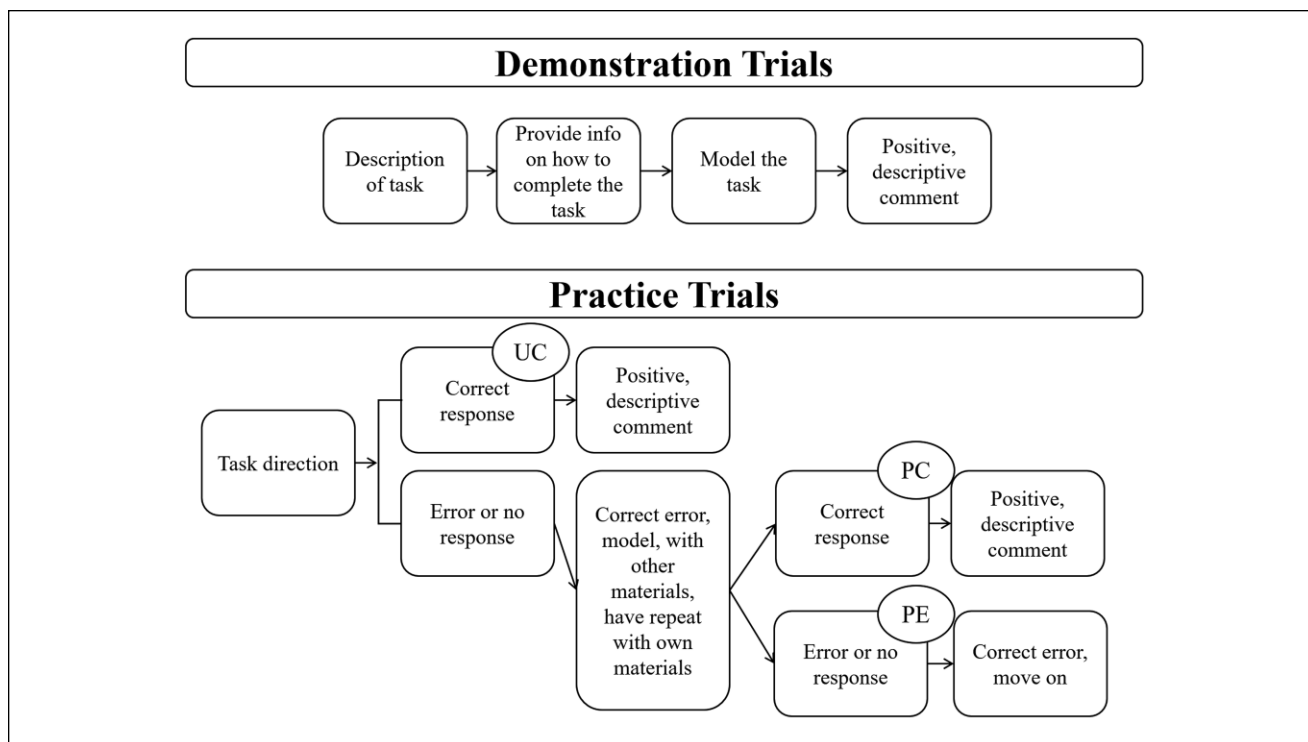 Demonstration Trials
Description
of task
Provide info
on how to
complete the
task
Model the
task
Positive,
descriptive
comment
Practice Trials
Task direction
UC
Correct
response
Positive,
descriptive
comment
Error or no
response
Correct error,
model, with
other
materials,
have repeat
with own
materials
PC
Correct
response
Positive,
descriptive
comment
PE
Error or no
response
Correct error,
move on